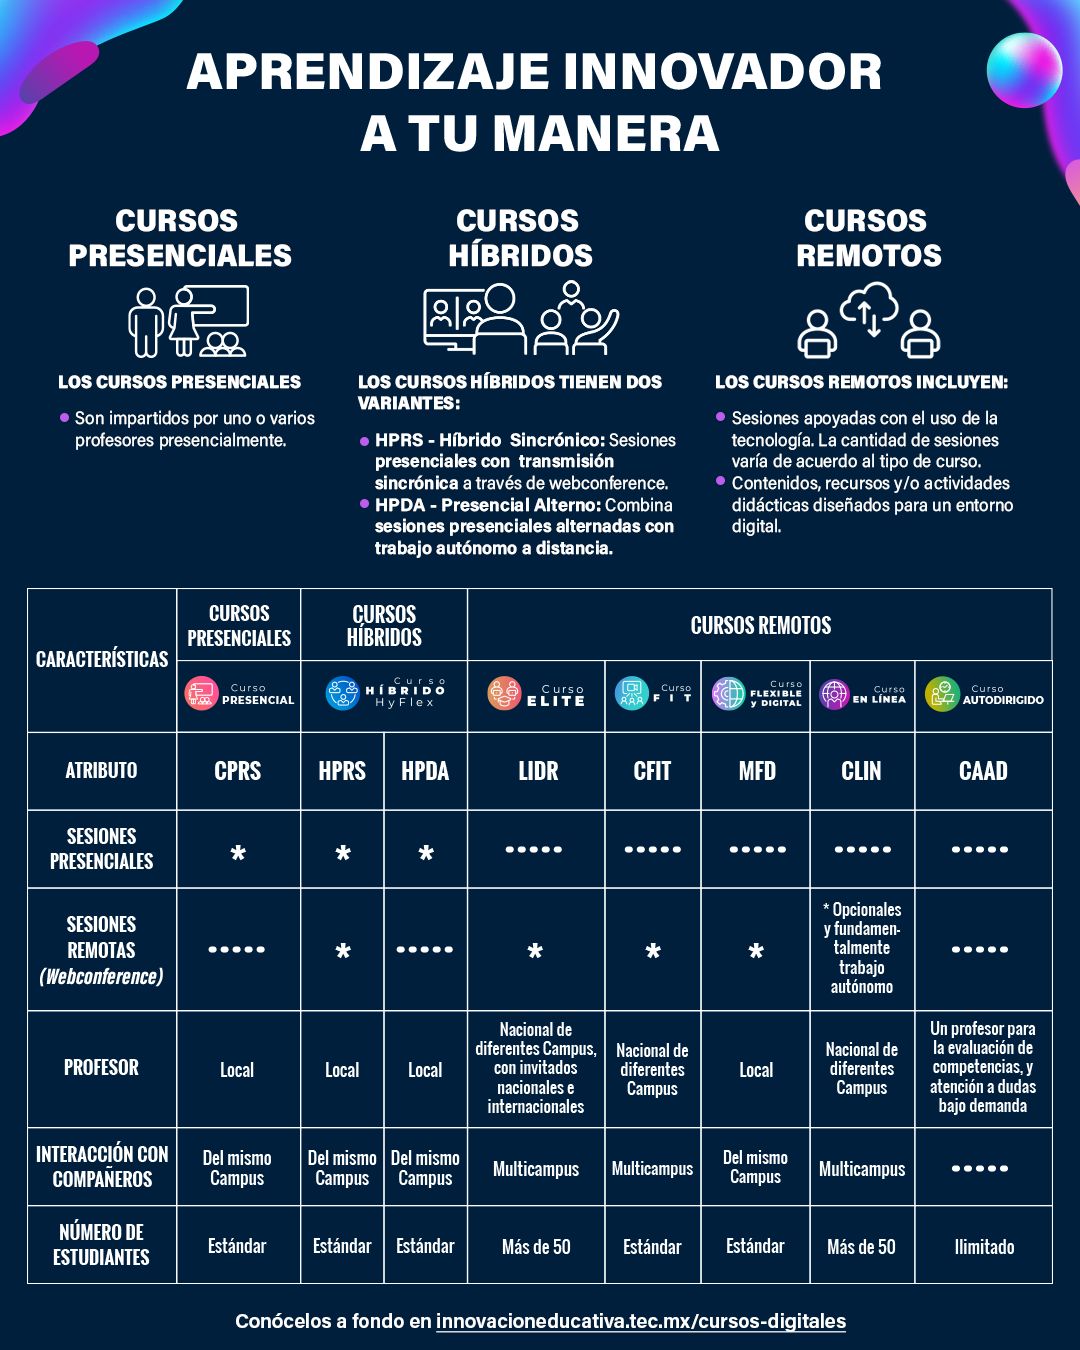 APRENDIZAJE INNOVADOR
A TU MANERA
CURSOS
PRESENCIALES
LOS CURSOS PRESENCIALES
• Son impartidos por uno o varios
profesores presencialmente.
CURSOS
HÍBRIDOS
LOS CURSOS HÍBRIDOS TIENEN DOS
VARIANTES:
• HPRS - Híbrido Sincrónico: Sesiones
presenciales con transmisión
sincrónica a través de webconference.
• HPDA - Presencial Alterno: Combina
sesiones presenciales alternadas con
trabajo autónomo a distancia.
CURSOS
REMOTOS
LOS CURSOS REMOTOS INCLUYEN:
• Sesiones apoyadas con el uso de la
tecnología. La cantidad de sesiones
varía de acuerdo al tipo de curso.
• Contenidos, recursos y/o actividades
didácticas diseñados para un entorno
digital.
CARACTERÍSTICAS
CURSOS
PRESENCIALES
CURSOS
HÍBRIDOS
CURSOS REMOTOS
Curso
PRESENCIAL
Curso
HÍBRIDO
HyFlex
Curso
ELITE
Curso
FIT
Curso
FLEXIBLE
y DIGITAL
Curso
EN LÍNEA
Curso
AUTODIRIGIDO
ATRIBUTO
CPRS
HPRS
HPDA
LIDR
CFIT
MFD
CLIN
CAAD
SESIONES
PRESENCIALES
*
*
*
-----
-----
-----
-----
-----
SESIONES
REMOTAS
(Webconference)
-----
*
-----
*
*
*
* Opcionales
y fundamen-
talmente
trabajo
autónomo
-----
PROFESOR
Local
Local
Local
Nacional de
diferentes Campus,
con invitados
nacionales e
internacionales
Nacional de
diferentes
Campus
Local
Nacional de
diferentes
Campus
Un profesor para
la evaluación de
competencias, y
atención a dudas
bajo demanda
INTERACCIÓN CON
COMPAÑEROS
Del mismo
Campus
Del mismo
Campus
Del mismo
Campus
Multicampus
Multicampus
Del mismo
Campus
Multicampus
-----
NÚMERO DE
ESTUDIANTES
Estándar
Estándar
Estándar
Más de 50
Estándar
Estándar
Más de 50
Ilimitado
Conócelos a fondo en innovacioneducativa.tec.mx/cursos-digitales